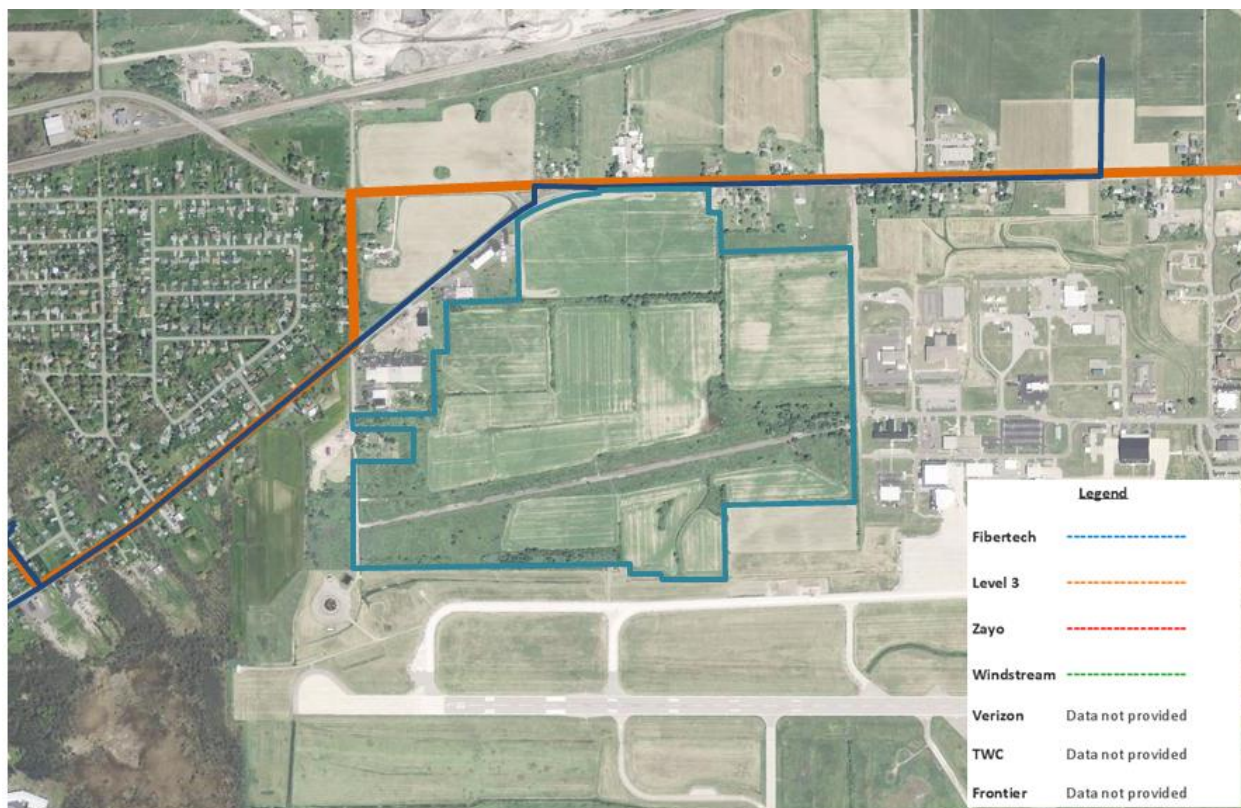 Legend
Fibertech
Level 3
Zayo
Windstream
Verizon Data not provided
TWC Data not provided
Frontier Data not provided